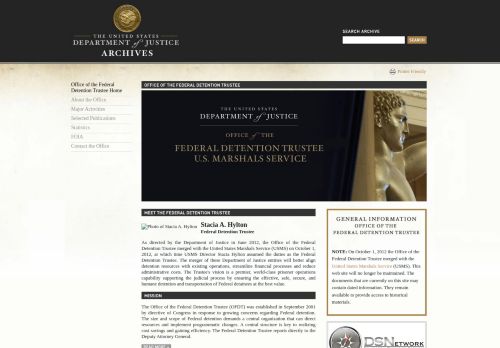 THE UNITED STATES
DEPARTMENT of JUSTICE
ARCHIVES
SEARCH ARCHIVE
SEARCH
Printer Friendly
Office of the Federal
Detention Trustee Home
About the Office
Major Activities
Selected Publications
Statistics
FOIA
Contact the Office
OFFICE OF THE FEDERAL DETENTION TRUSTEE
THE UNITED STATES
DEPARTMENT of JUSTICE
OFFICE of THE
FEDERAL DETENTION TRUSTEE
U.S. MARSHALS SERVICE
MEET THE FEDERAL DETENTION TRUSTEE
Photo of Stacia A. Hylton
Stacia A. Hylton
Federal Detention Trustee
As directed by the Department of Justice in June 2012, the Office of the Federal
Detention Trustee merged with the United States Marshals Service (USMS) on October 1,
2012, at which time USMS Director Stacia Hylton assumed the duties as the Federal
Trustee. The merger of these Department of Justice entities will better align
detention resources with existing operations, streamline financial processes and reduce
administrative costs. The Trustee's vision is a premier, world-class prisoner operations
capability supporting the judicial process by ensuring the effective, safe, secure, and
humane detention and transportation of Federal detainees at the best value.
MISSION
The Office of the Federal Detention Trustee (OFDT) was established in September 2001
by directive of Congress in response to growing concerns regarding Federal detention.
The size and scope of Federal detention demands a central organization that can direct
resources and implement programmatic changes. A central structure is key to realizing
cost savings and gaining efficiency. The Federal Detention Trustee reports directly to the
Deputy Attorney General.
GENERAL INFORMATION
OFFICE OF THE
FEDERAL DETENTION TRUSTEE
NOTE: On October 1, 2012 the Office of the
Federal Detention Trustee merged with the
United States Marshals Service (USMS). This
web site will no longer be maintained. The
documents that are currently on this site may
contain dated information. They remain
available to provide access to historical
materials.
DSNETWORK